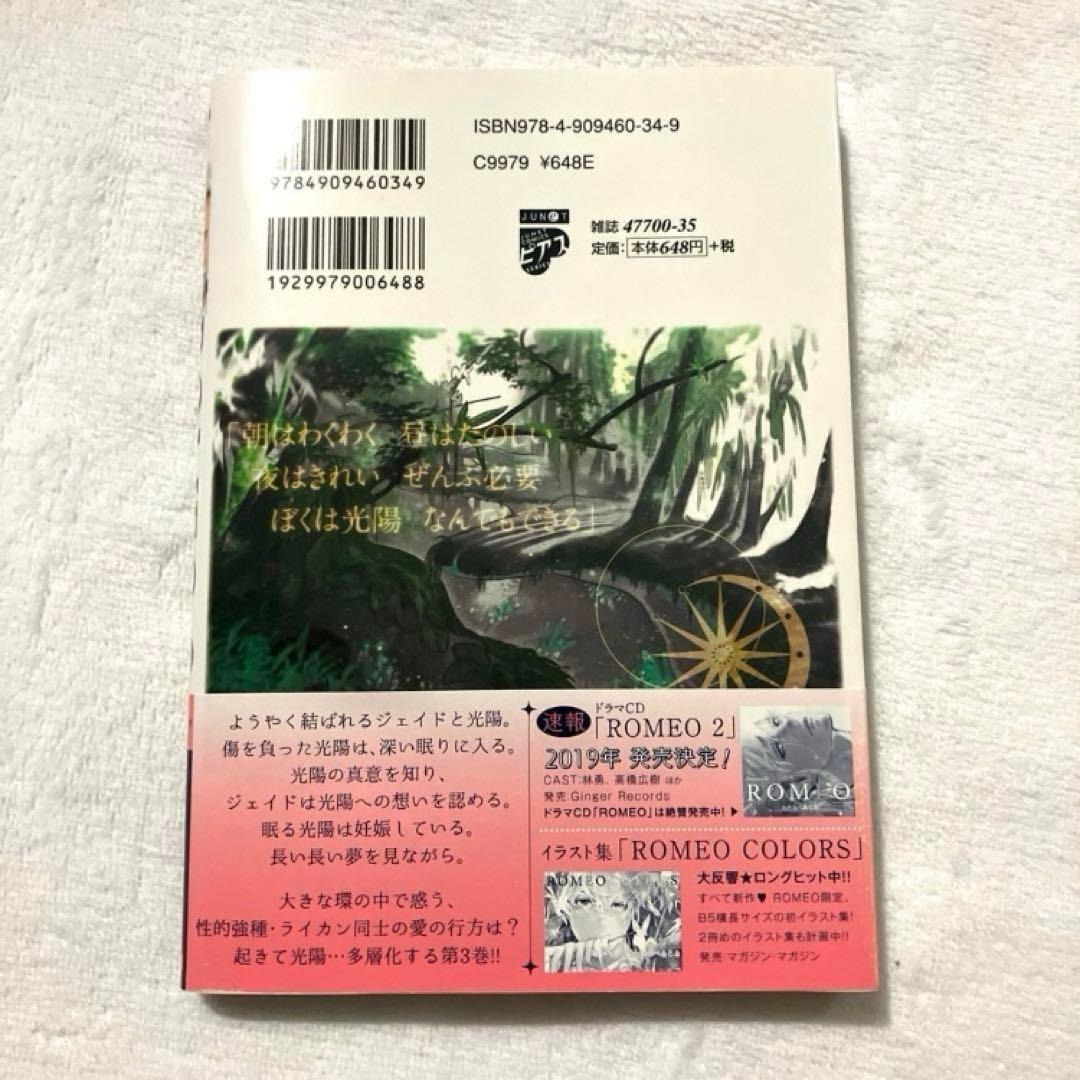 ISBN978-4-909460-34-9
C9979 ¥648E
9784909460349
1929979006488
JUNeT
JUNET COMICS
ピアス
SERIES
雑誌 47700-35
定価：本体648円＋税
「朝はわくわく　昼はたのしい
夜はきれい　ぜんぶ必要
ぼくは光陽　なんでもできる」
ようやく結ばれるジェイドと光陽。
傷を負った光陽は、深い眠りに入る。
光陽の真意を知り、
ジェイドは光陽への想いを認める。
眠る光陽は妊娠している。
長い長い夢を見ながら。
大きな環の中で惑う、
性的強種・ライカン同士の愛の行方は？
起きて光陽…多層化する第3巻!!
速報
ドラマCD
「ROMEO 2」
2019年 発売決定！
CAST：林勇、高橋広樹 ほか
発売：Ginger Records
ドラマCD「ROMEO」は絶賛発売中！▶
ROMEO
イラスト集「ROMEO COLORS」
ROMEO COLORS
大反響★ロングヒット中!!
すべて新作♥ ROMEO限定、
B5横長サイズの初イラスト集！
2冊めのイラスト集も計画中!!
発売：マガジン・マガジン